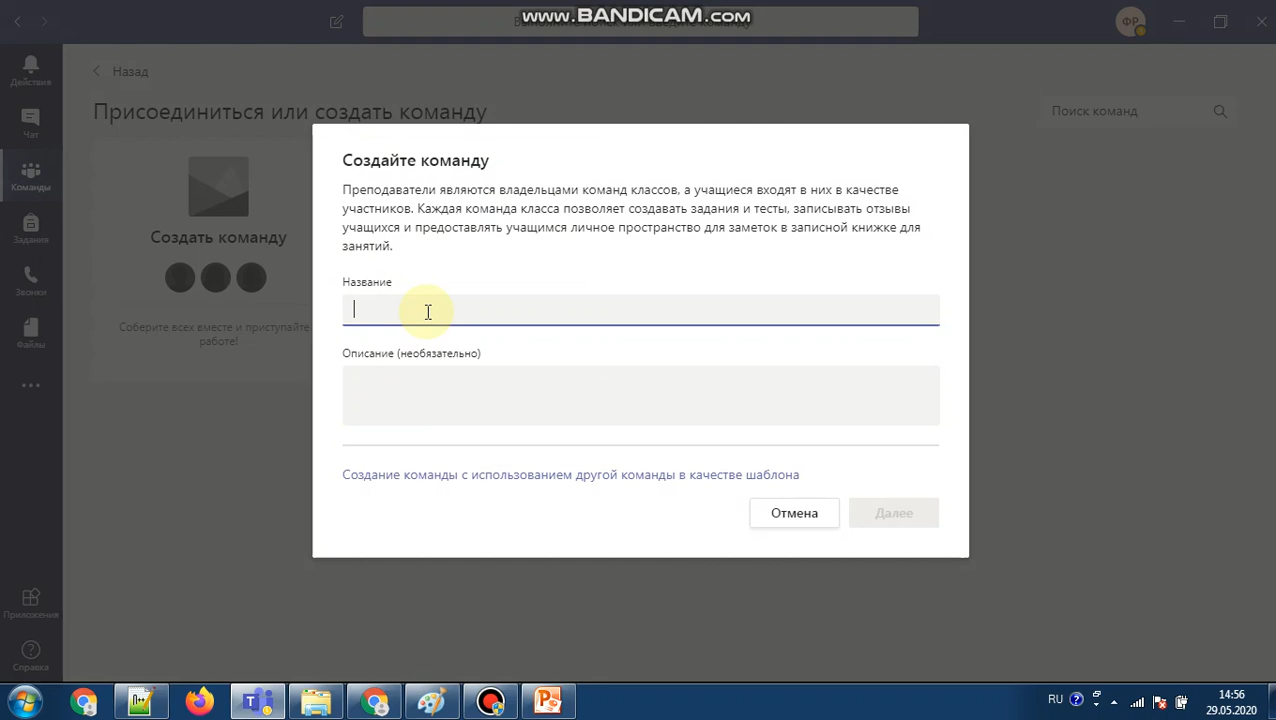 www.BANDICAM.com
ФР
Назад
Присоединиться или создать команду
Поиск команд
Действия
Чат
Команды
Задания
Звонки
Файлы
Приложения
Справка
Создать команду
Соберите всех вместе и приступайте к
работе!
Создайте команду
Преподаватели являются владельцами команд классов, а учащиеся входят в них в качестве
участников. Каждая команда класса позволяет создавать задания и тесты, записывать отзывы
учащихся и предоставлять учащимся личное пространство для заметок в записной книжке для
занятий.
Название
Описание (необязательно)
Создание команды с использованием другой команды в качестве шаблона
Отмена
Далее
RU
14:56
29.05.2020